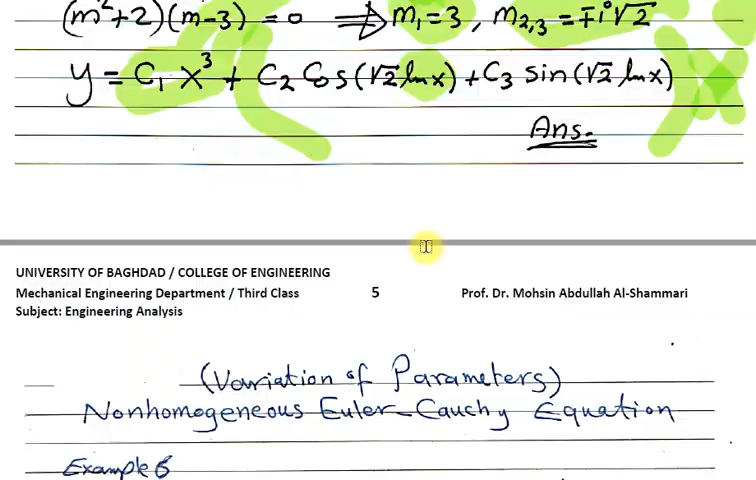 (m²+2)(m-3) = 0 ⟹ m₁=3, m₂,₃ = ∓i√2
y = C₁ x³ + C₂ Cos(√2 ln x) + C₃ sin(√2 ln x)
Ans.
UNIVERSITY OF BAGHDAD / COLLEGE OF ENGINEERING
Mechanical Engineering Department / Third Class 5 Prof. Dr. Mohsin Abdullah Al-Shammari
Subject: Engineering Analysis
(Variation of Parameters)
Nonhomogeneous Euler-Cauchy Equation
Example 6